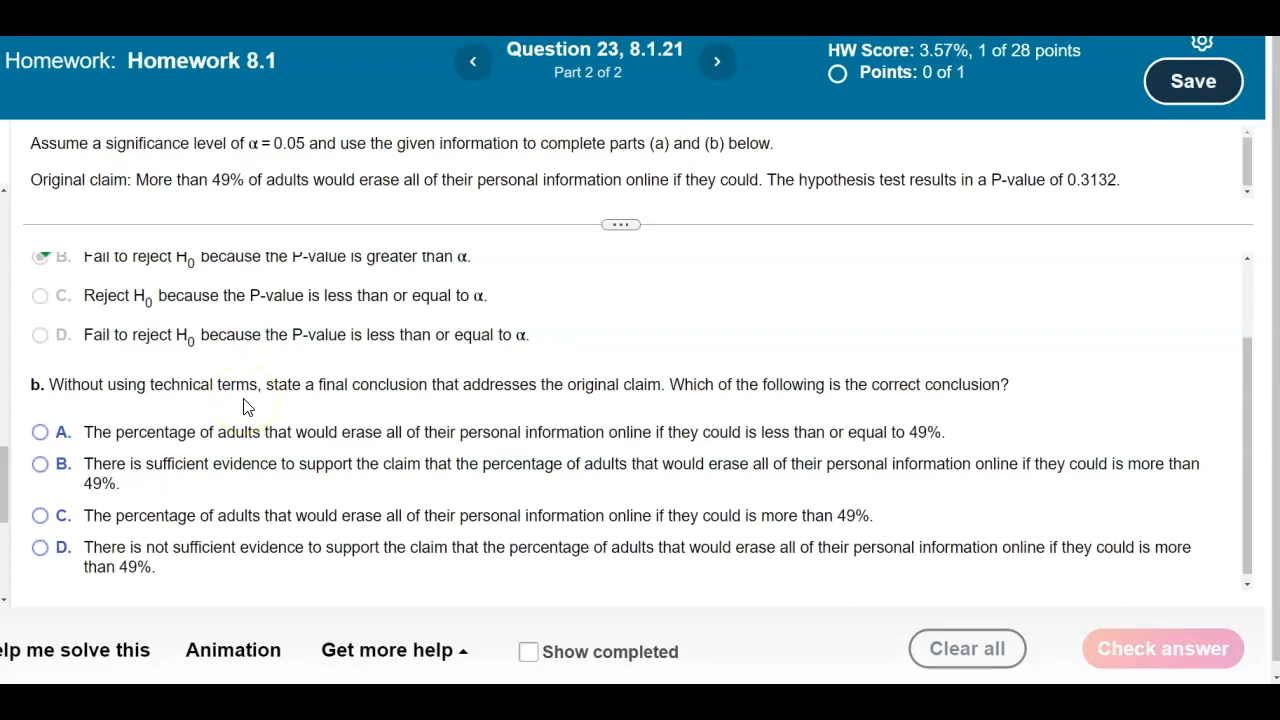 Homework: Homework 8.1
Question 23, 8.1.21
Part 2 of 2
HW Score: 3.57%, 1 of 28 points
Points: 0 of 1
Save
Assume a significance level of α = 0.05 and use the given information to complete parts (a) and (b) below.
Original claim: More than 49% of adults would erase all of their personal information online if they could. The hypothesis test results in a P-value of 0.3132.
B. Fail to reject H0 because the P-value is greater than α.
C. Reject H0 because the P-value is less than or equal to α.
D. Fail to reject H0 because the P-value is less than or equal to α.
b. Without using technical terms, state a final conclusion that addresses the original claim. Which of the following is the correct conclusion?
A. The percentage of adults that would erase all of their personal information online if they could is less than or equal to 49%.
B. There is sufficient evidence to support the claim that the percentage of adults that would erase all of their personal information online if they could is more than
49%.
C. The percentage of adults that would erase all of their personal information online if they could is more than 49%.
D. There is not sufficient evidence to support the claim that the percentage of adults that would erase all of their personal information online if they could is more
than 49%.
elp me solve this
Animation
Get more help
Show completed
Clear all
Check answer